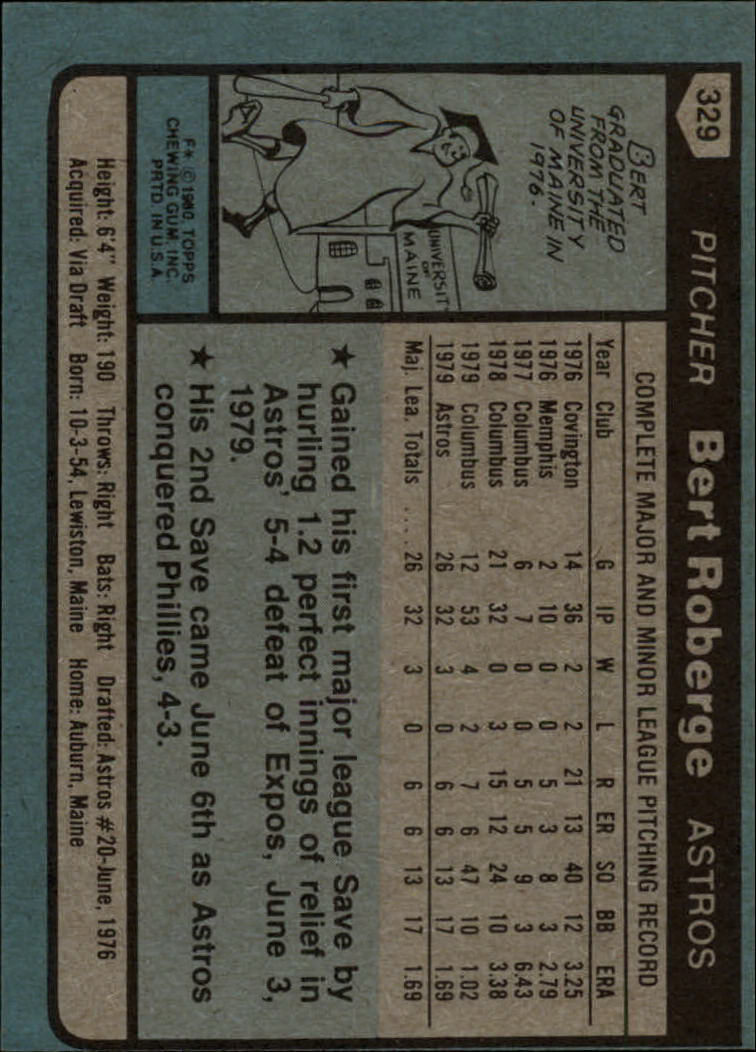 329
PITCHER Bert Roberge ASTROS
BERT
GRADUATED
FROM THE
UNIVERSITY
OF MAINE IN
1976.
UNIVERSITY
OF
MAINE
F* © 1980 TOPPS
CHEWING GUM, INC.
PRTD. IN U.S.A.
COMPLETE MAJOR AND MINOR LEAGUE PITCHING RECORD
Year Club G IP W L R ER SO BB ERA
1976 Covington 14 36 2 2 21 13 40 12 3.25
1976 Memphis 2 10 0 0 5 3 8 3 2.79
1977 Columbus 6 7 0 0 5 5 9 3 6.43
1978 Columbus 21 32 0 3 15 12 24 10 3.38
1979 Columbus 12 53 4 2 7 6 47 10 1.02
1979 Astros 26 32 3 0 6 6 13 17 1.69
Maj. Lea. Totals .... 26 32 3 0 6 6 13 17 1.69
★ Gained his first major league Save by
hurling 1.2 perfect innings of relief in
Astros' 5-4 defeat of Expos, June 3,
1979.
★ His 2nd Save came June 6th as Astros
conquered Phillies, 4-3.
Height: 6'4" Weight: 190 Throws: Right Bats: Right Drafted: Astros #20-June, 1976
Acquired: Via Draft Born: 10-3-54, Lewiston, Maine Home: Auburn, Maine